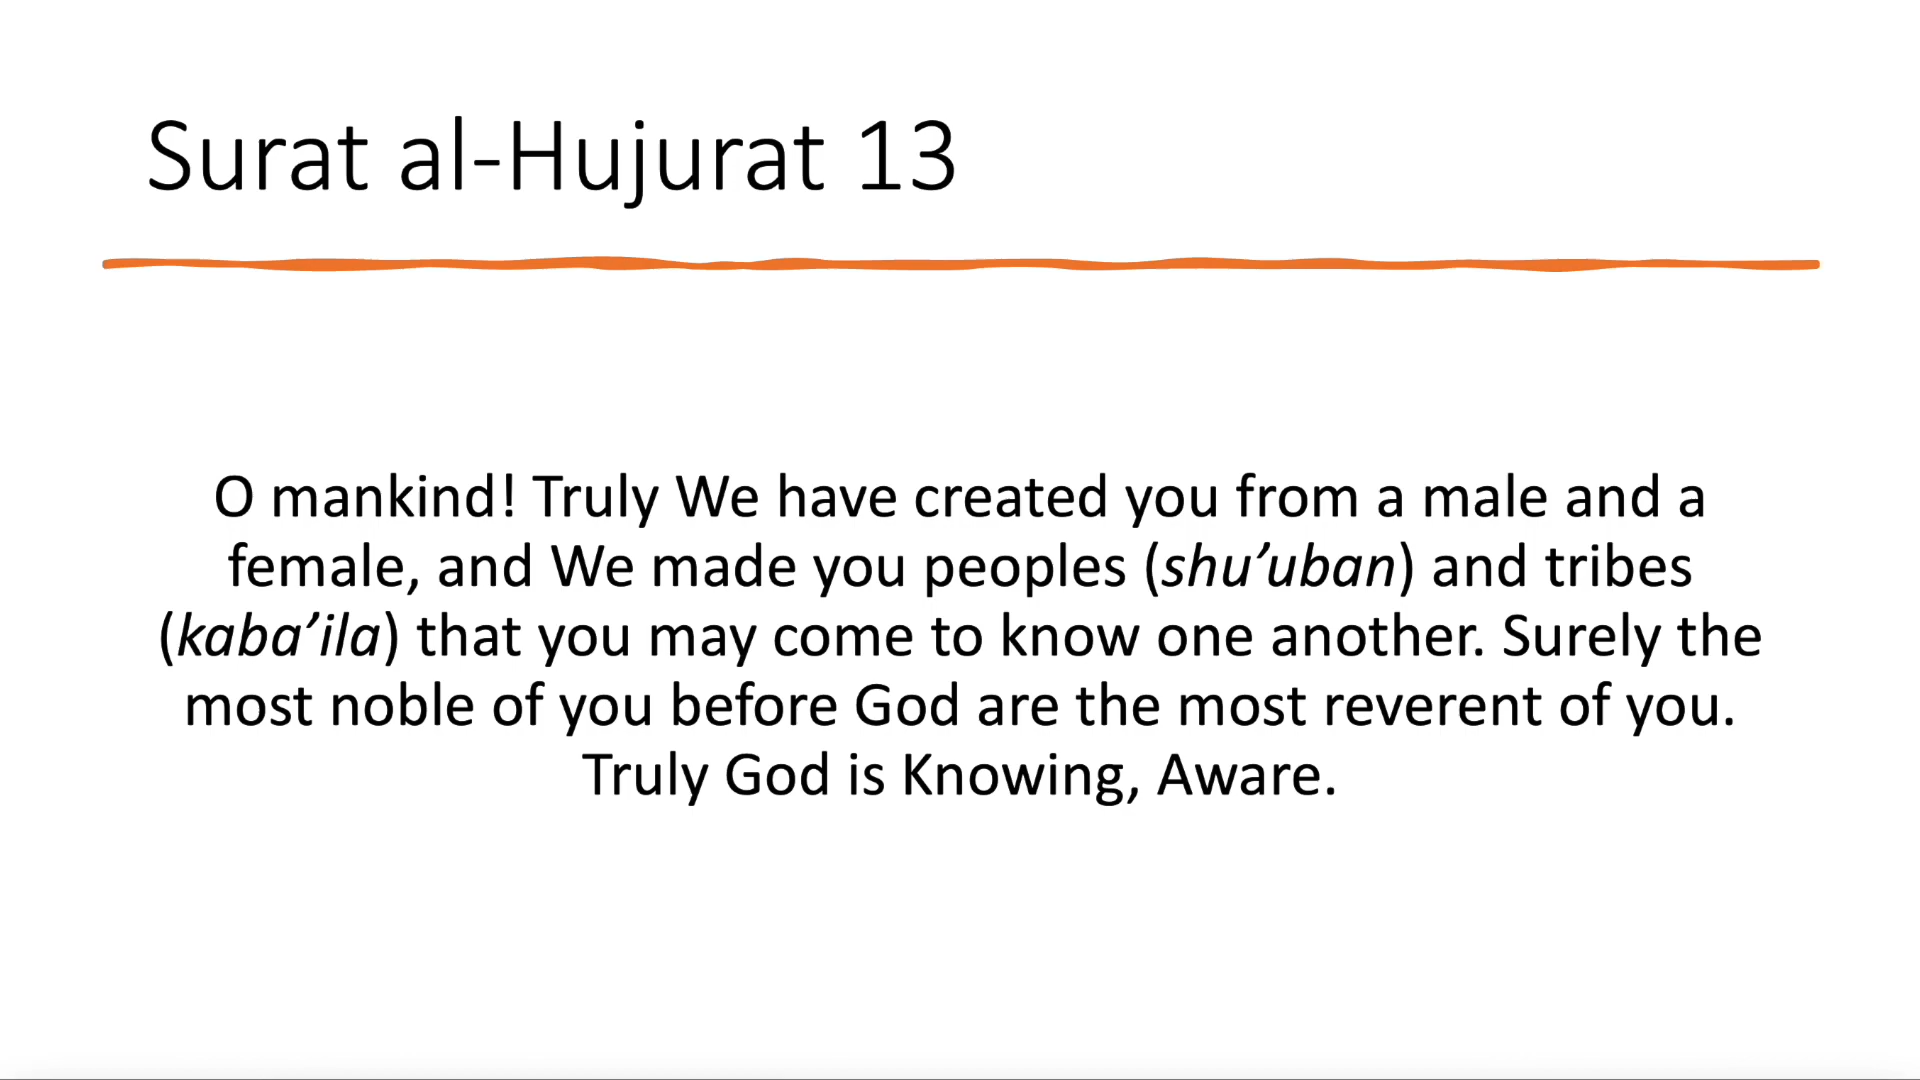 Surat al-Hujurat 13
O mankind! Truly We have created you from a male and a
female, and We made you peoples (shu’uban) and tribes
(kaba’ila) that you may come to know one another. Surely the
most noble of you before God are the most reverent of you.
Truly God is Knowing, Aware.